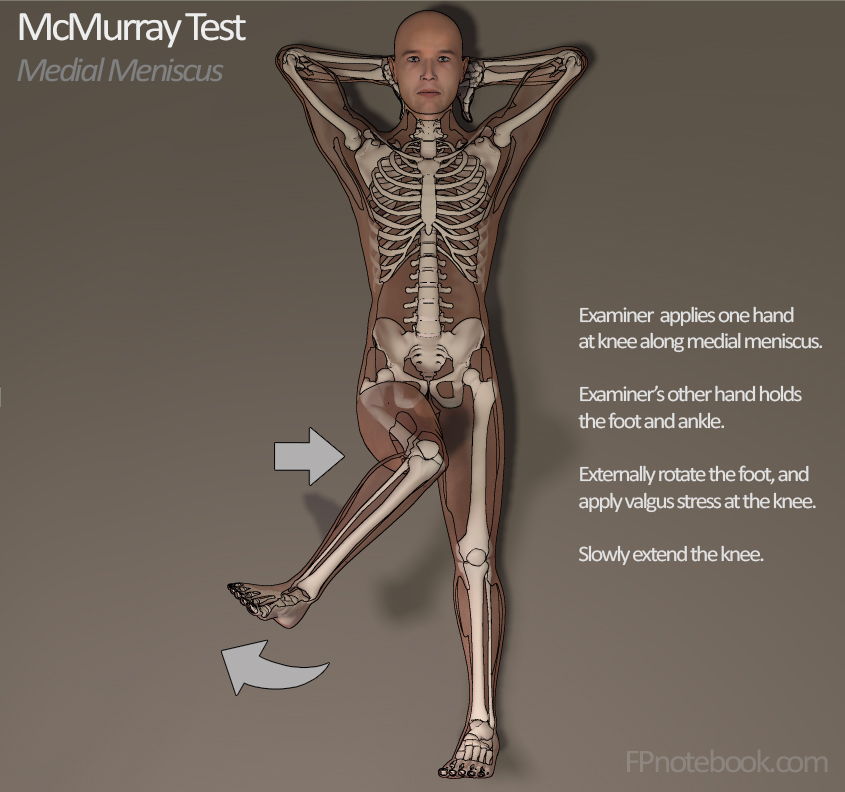 McMurray Test
Medial Meniscus
Examiner applies one hand
at knee along medial meniscus.
Examiner's other hand holds
the foot and ankle.
Externally rotate the foot, and
apply valgus stress at the knee.
Slowly extend the knee.
FPnotebook.com